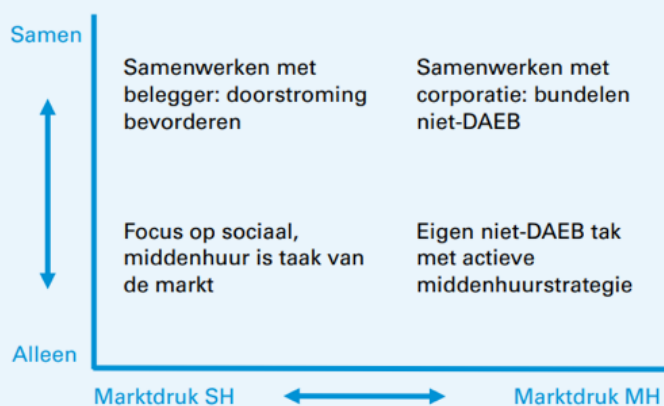 Samen
Samenwerken met
belegger: doorstroming
bevorderen
Samenwerken met
corporatie: bundelen
niet-DAEB
Focus op sociaal,
middenhuur is taak van
de markt
Eigen niet-DAEB tak
met actieve
middenhuurstrategie
Alleen
Marktdruk SH
Marktdruk MH